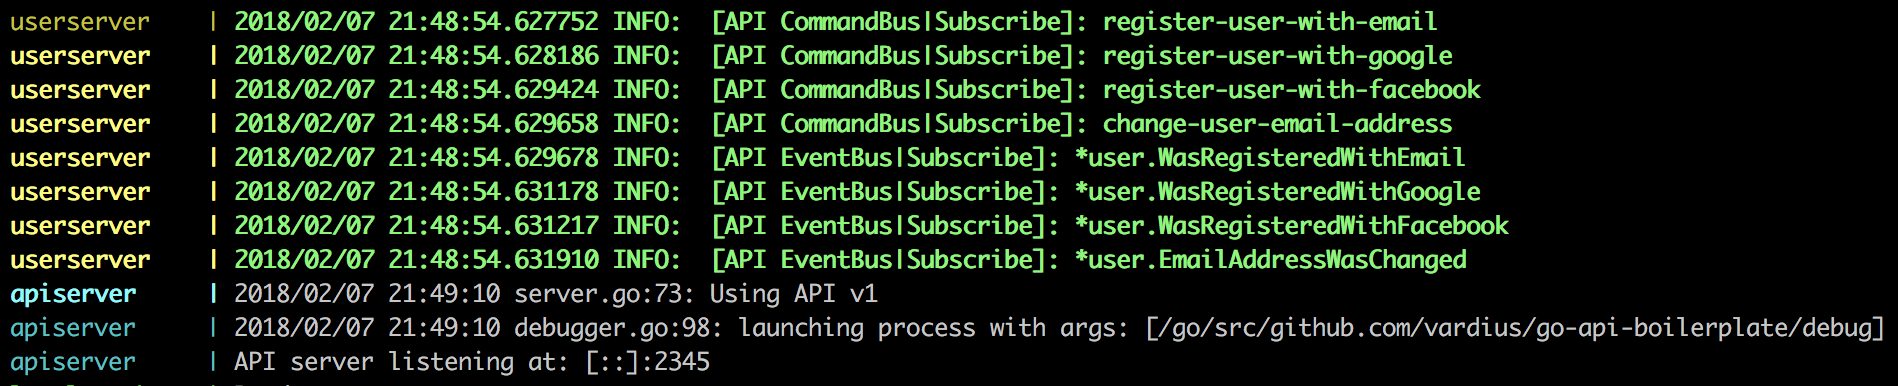 userserver | 2018/02/07 21:48:54.627752 INFO: [API CommandBus|Subscribe]: register-user-with-email
userserver | 2018/02/07 21:48:54.628186 INFO: [API CommandBus|Subscribe]: register-user-with-google
userserver | 2018/02/07 21:48:54.629424 INFO: [API CommandBus|Subscribe]: register-user-with-facebook
userserver | 2018/02/07 21:48:54.629658 INFO: [API CommandBus|Subscribe]: change-user-email-address
userserver | 2018/02/07 21:48:54.629678 INFO: [API EventBus|Subscribe]: *user.WasRegisteredWithEmail
userserver | 2018/02/07 21:48:54.631178 INFO: [API EventBus|Subscribe]: *user.WasRegisteredWithGoogle
userserver | 2018/02/07 21:48:54.631217 INFO: [API EventBus|Subscribe]: *user.WasRegisteredWithFacebook
userserver | 2018/02/07 21:48:54.631910 INFO: [API EventBus|Subscribe]: *user.EmailAddressWasChanged
apiserver | 2018/02/07 21:49:10 server.go:73: Using API v1
apiserver | 2018/02/07 21:49:10 debugger.go:98: launching process with args: [/go/src/github.com/vardius/go-api-boilerplate/debug]
apiserver | API server listening at: [::]:2345